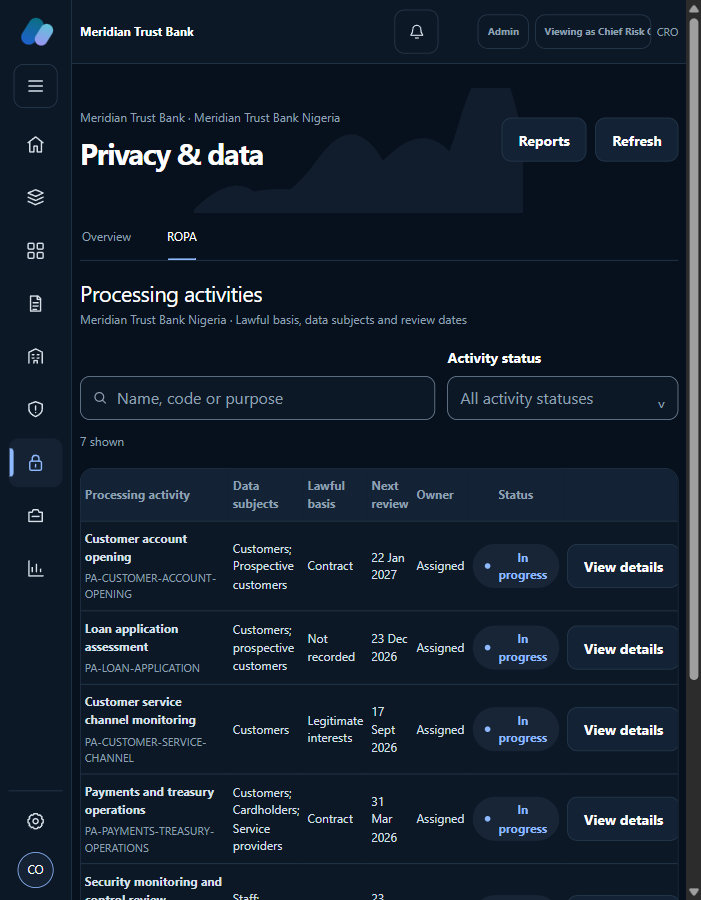 Meridian Trust Bank
Admin
Viewing as Chief Risk
CRO
Meridian Trust Bank · Meridian Trust Bank Nigeria
Privacy & data
Reports
Refresh
Overview
ROPA
Processing activities
Meridian Trust Bank Nigeria · Lawful basis, data subjects and review dates
Activity status
Name, code or purpose
All activity statuses
v
7 shown
Processing activity
Data
subjects
Lawful
basis
Next
review
Owner
Status
Customer account
opening
PA-CUSTOMER-ACCOUNT-
OPENING
Customers;
Prospective
customers
Contract
22 Jan
2027
Assigned
In
progress
View details
Loan application
assessment
PA-LOAN-APPLICATION
Customers;
prospective
customers
Not
recorded
23 Dec
2026
Assigned
In
progress
View details
Customer service
channel monitoring
PA-CUSTOMER-SERVICE-
CHANNEL
Customers
Legitimate
interests
17
Sept
2026
Assigned
In
progress
View details
Payments and treasury
operations
PA-PAYMENTS-TREASURY-
OPERATIONS
Customers;
Cardholders;
Service
providers
Contract
31
Mar
2026
Assigned
In
progress
View details
Security monitoring and
control review
Staff;
23
CO